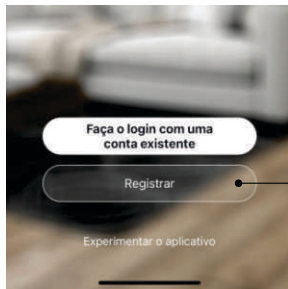 Faça o login com uma
conta existente
Registrar
Experimentar o aplicativo